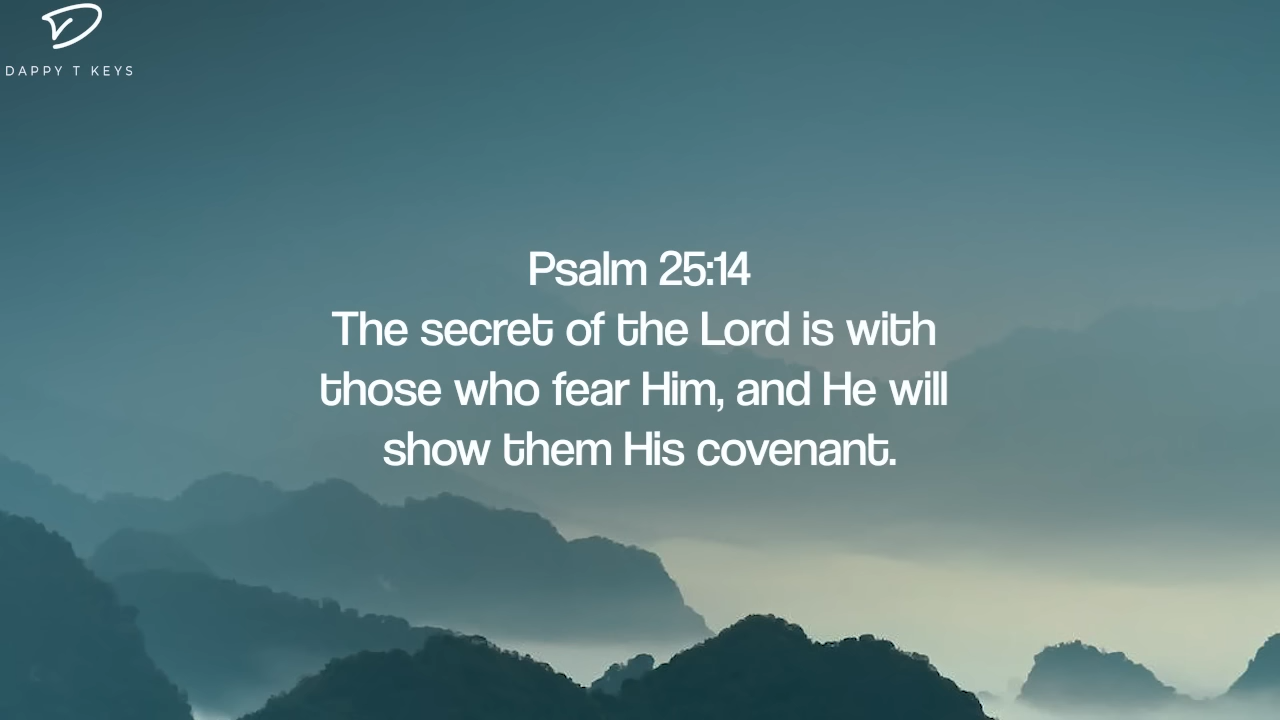 DAPPY T KEYS
Psalm 25:14
The secret of the Lord is with
those who fear Him, and He will
show them His covenant.